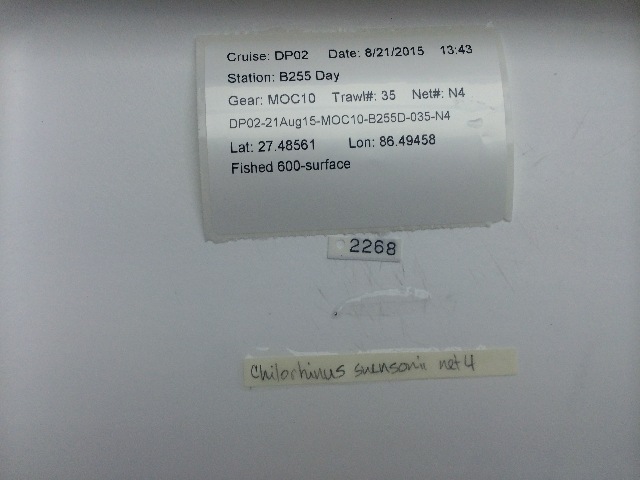 Cruise: DP02 Date: 8/21/2015 13:43
Station: B255 Day
Gear: MOC10 Trawl#: 35 Net#: N4
DP02-21Aug15-MOC10-B255D-035-N4
Lat: 27.48561 Lon: 86.49458
Fished 600-surface
2268
Chilorhinus suensonii net 4